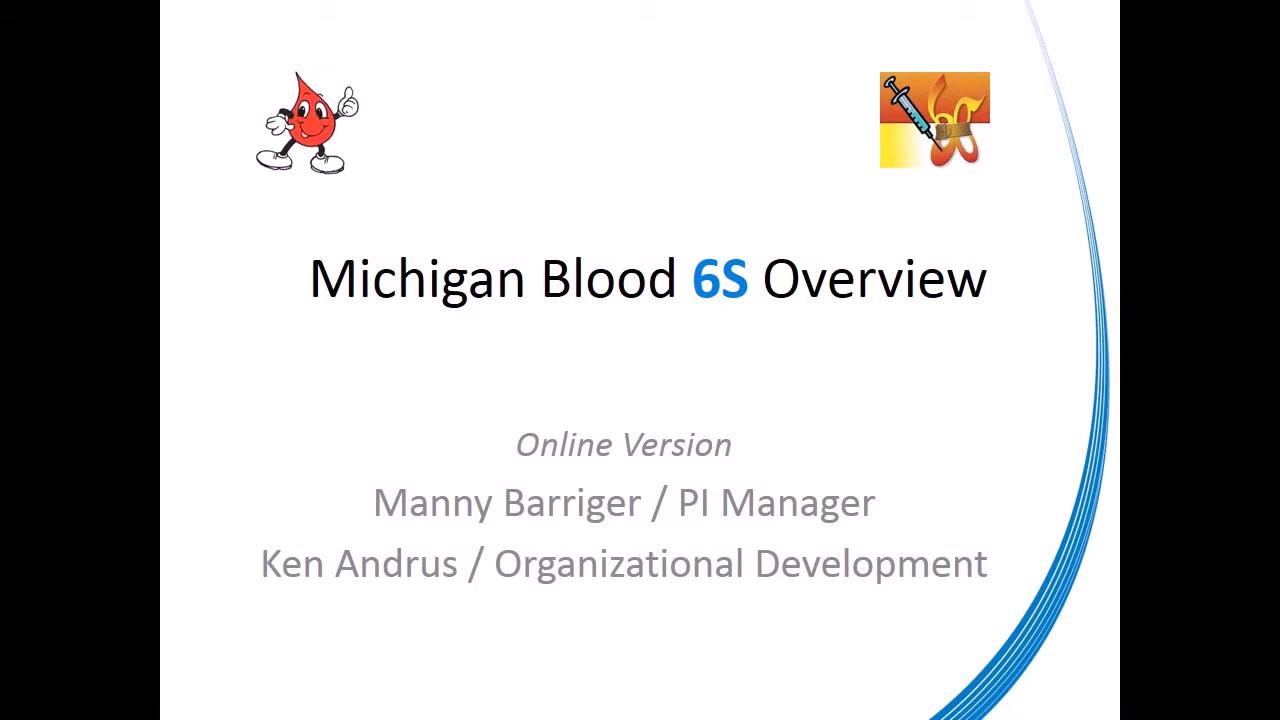 Michigan Blood 6S Overview
Online Version
Manny Barriger / PI Manager
Ken Andrus / Organizational Development